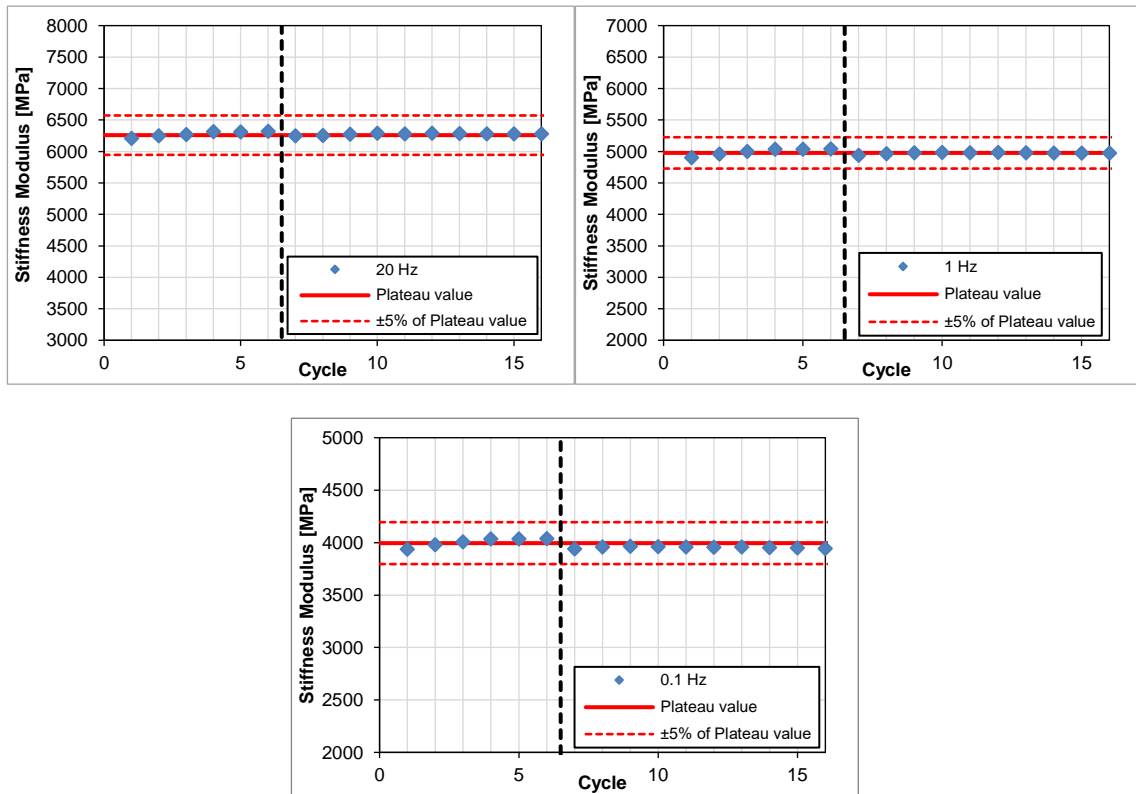 Stiffness Modulus [MPa]
8000
7500
7000
6500
6000
5500
5000
4500
4000
3500
3000
0 5 10 15
Cycle
20 Hz
Plateau value
±5% of Plateau value
Stiffness Modulus [MPa]
7000
6500
6000
5500
5000
4500
4000
3500
3000
2500
2000
0 5 10 15
Cycle
1 Hz
Plateau value
±5% of Plateau value
Stiffness Modulus [MPa]
5000
4500
4000
3500
3000
2500
2000
0 5 10 15
Cycle
0.1 Hz
Plateau value
±5% of Plateau value